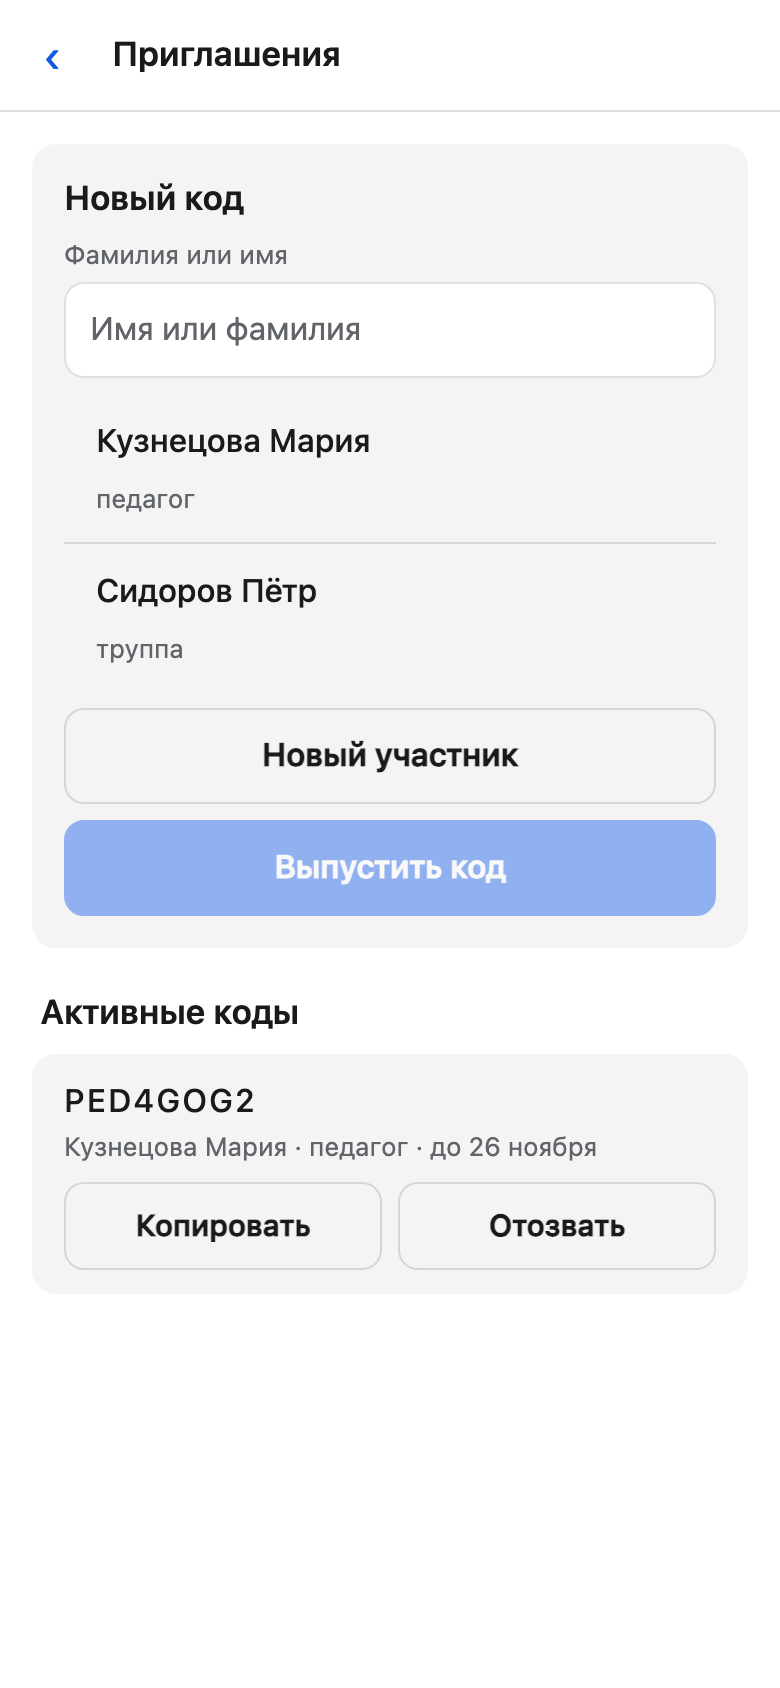 ‹ Приглашения
Новый код
Фамилия или имя
Имя или фамилия
Кузнецова Мария
педагог
Сидоров Пётр
труппа
Новый участник
Выпустить код
Активные коды
PED4GOG2
Кузнецова Мария · педагог · до 26 ноября
Копировать Отозвать